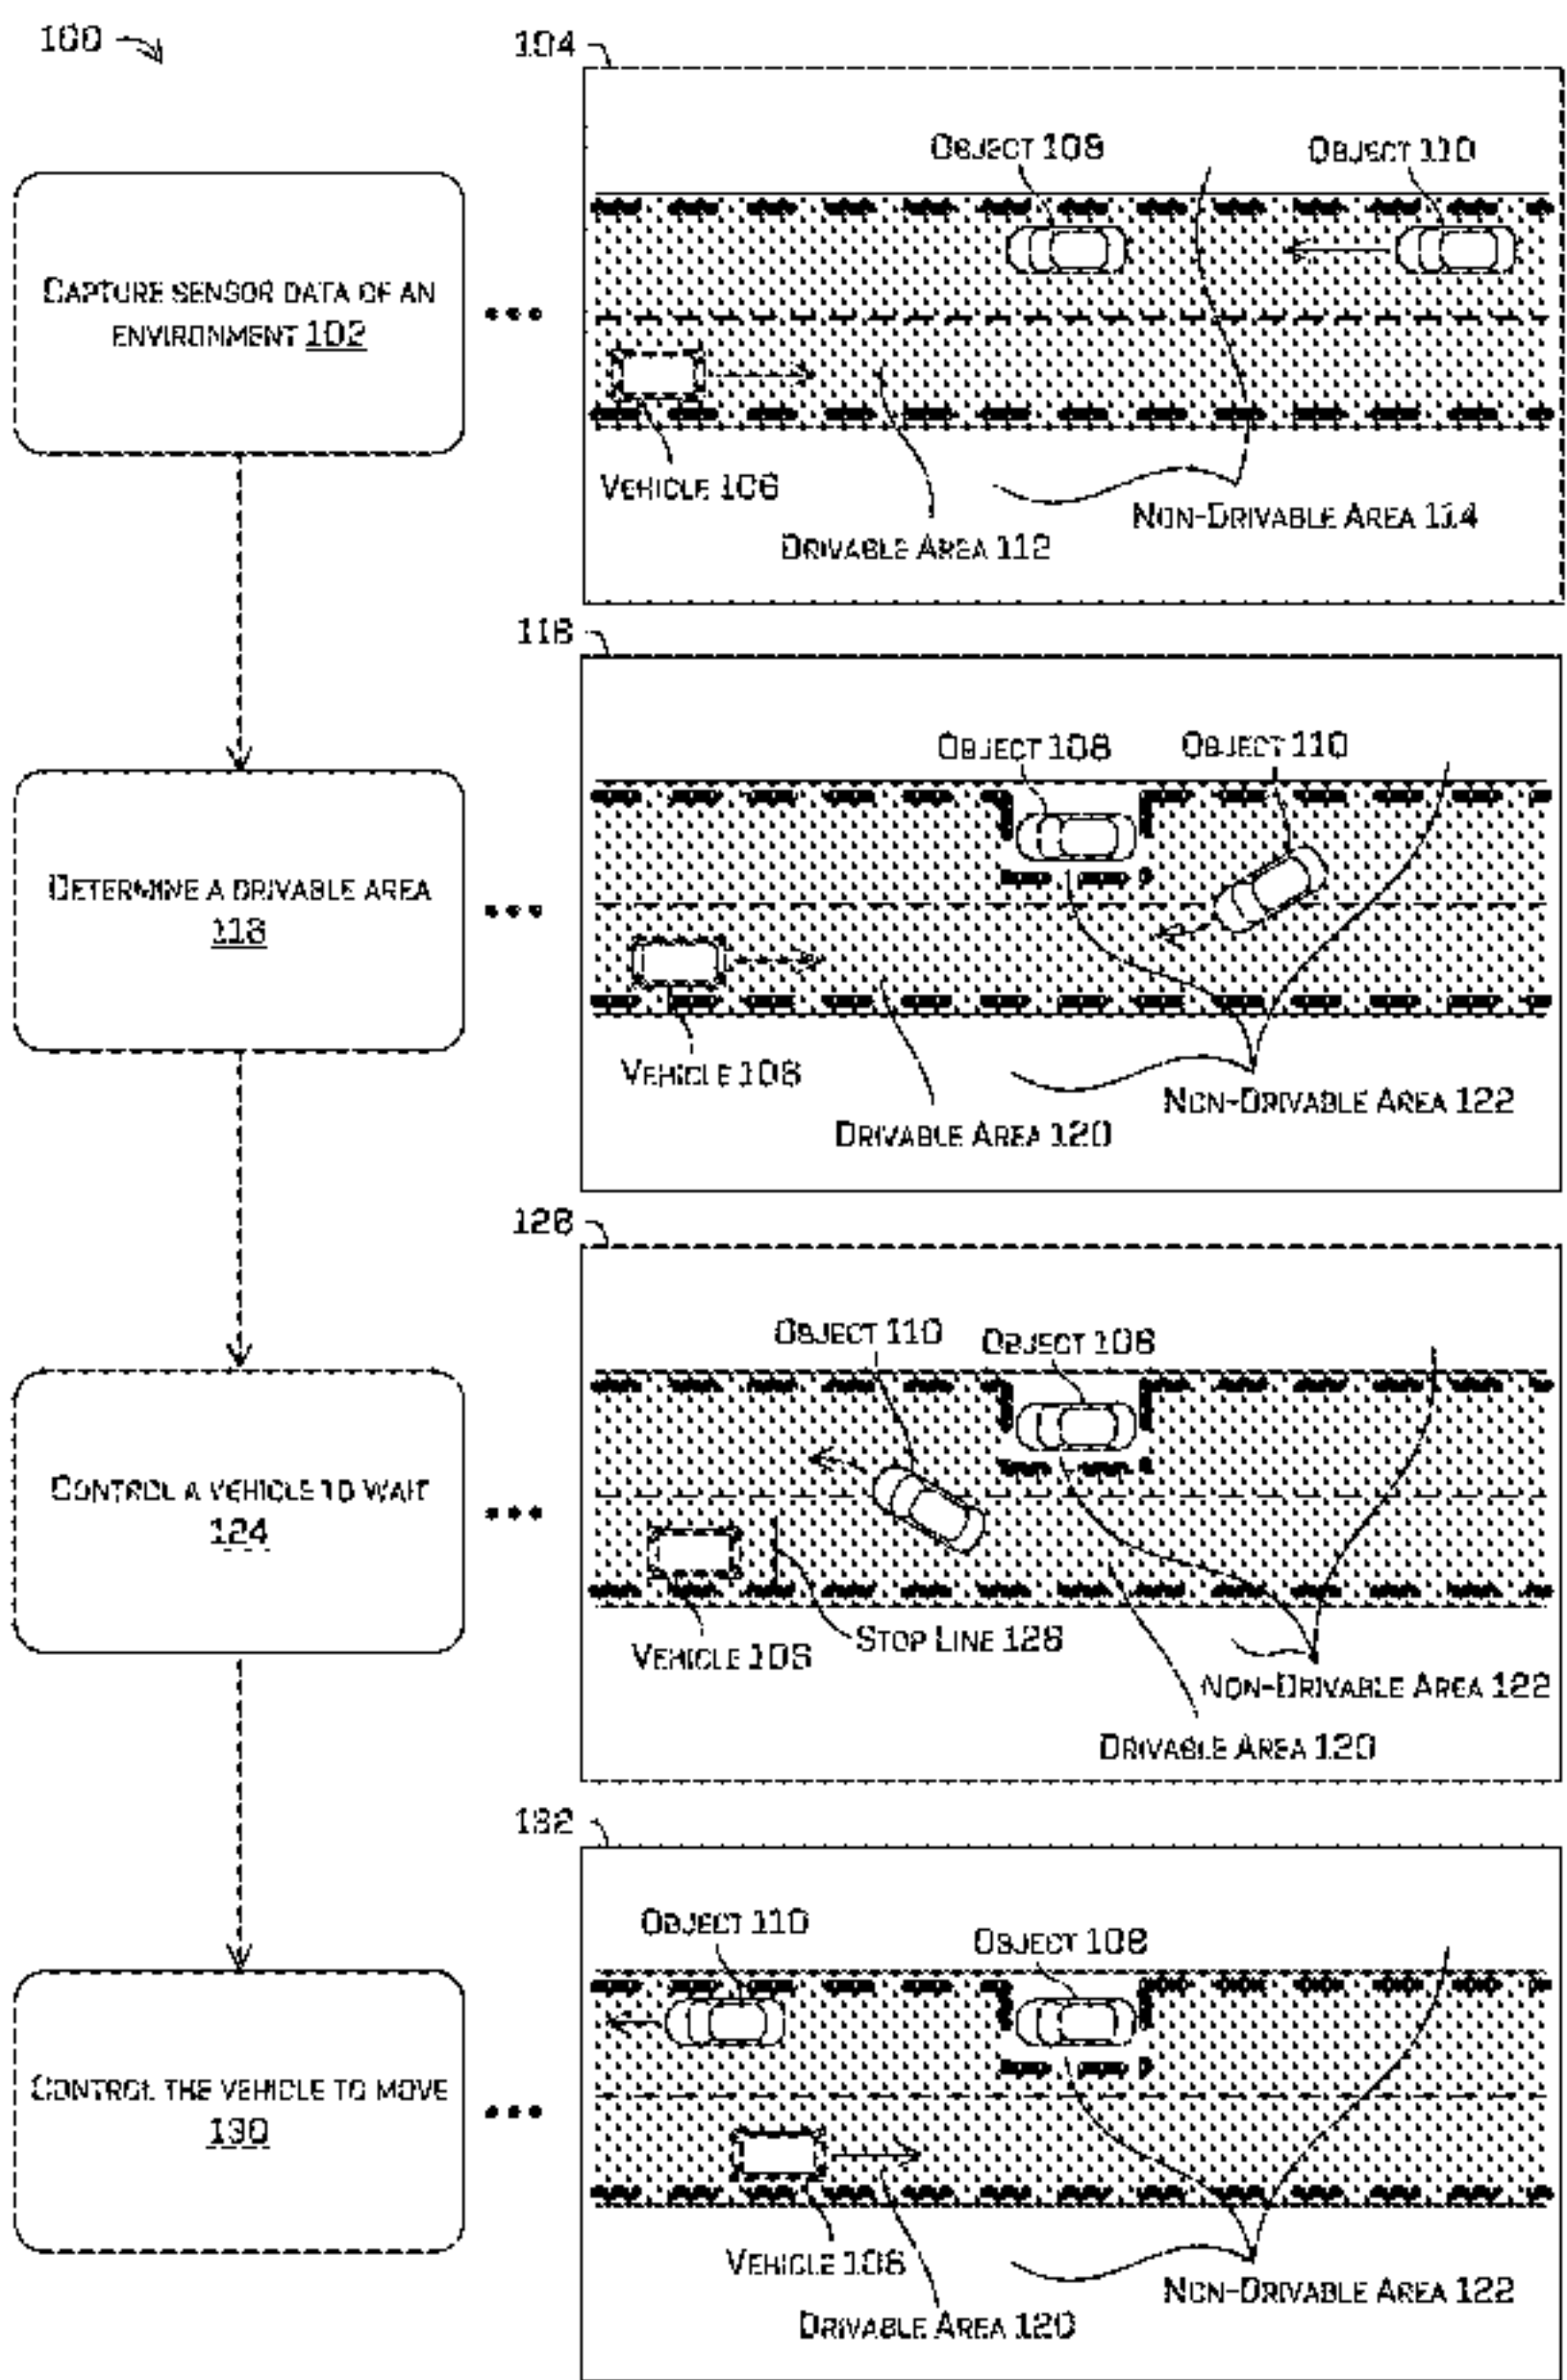 100
104
OBJECT 108
OBJECT 110
CAPTURE SENSOR DATA OF AN
ENVIRONMENT 102
VEHICLE 106
NON-DRIVABLE AREA 114
DRIVABLE AREA 112
118
OBJECT 108
OBJECT 110
DETERMINE A DRIVABLE AREA
118
VEHICLE 106
NON-DRIVABLE AREA 122
DRIVABLE AREA 120
128
OBJECT 110
OBJECT 108
CONTROL A VEHICLE TO WAIT
124
STOP LINE 126
VEHICLE 106
NON-DRIVABLE AREA 122
DRIVABLE AREA 120
132
OBJECT 110
OBJECT 108
CONTROL THE VEHICLE TO MOVE
130
VEHICLE 106
NON-DRIVABLE AREA 122
DRIVABLE AREA 120